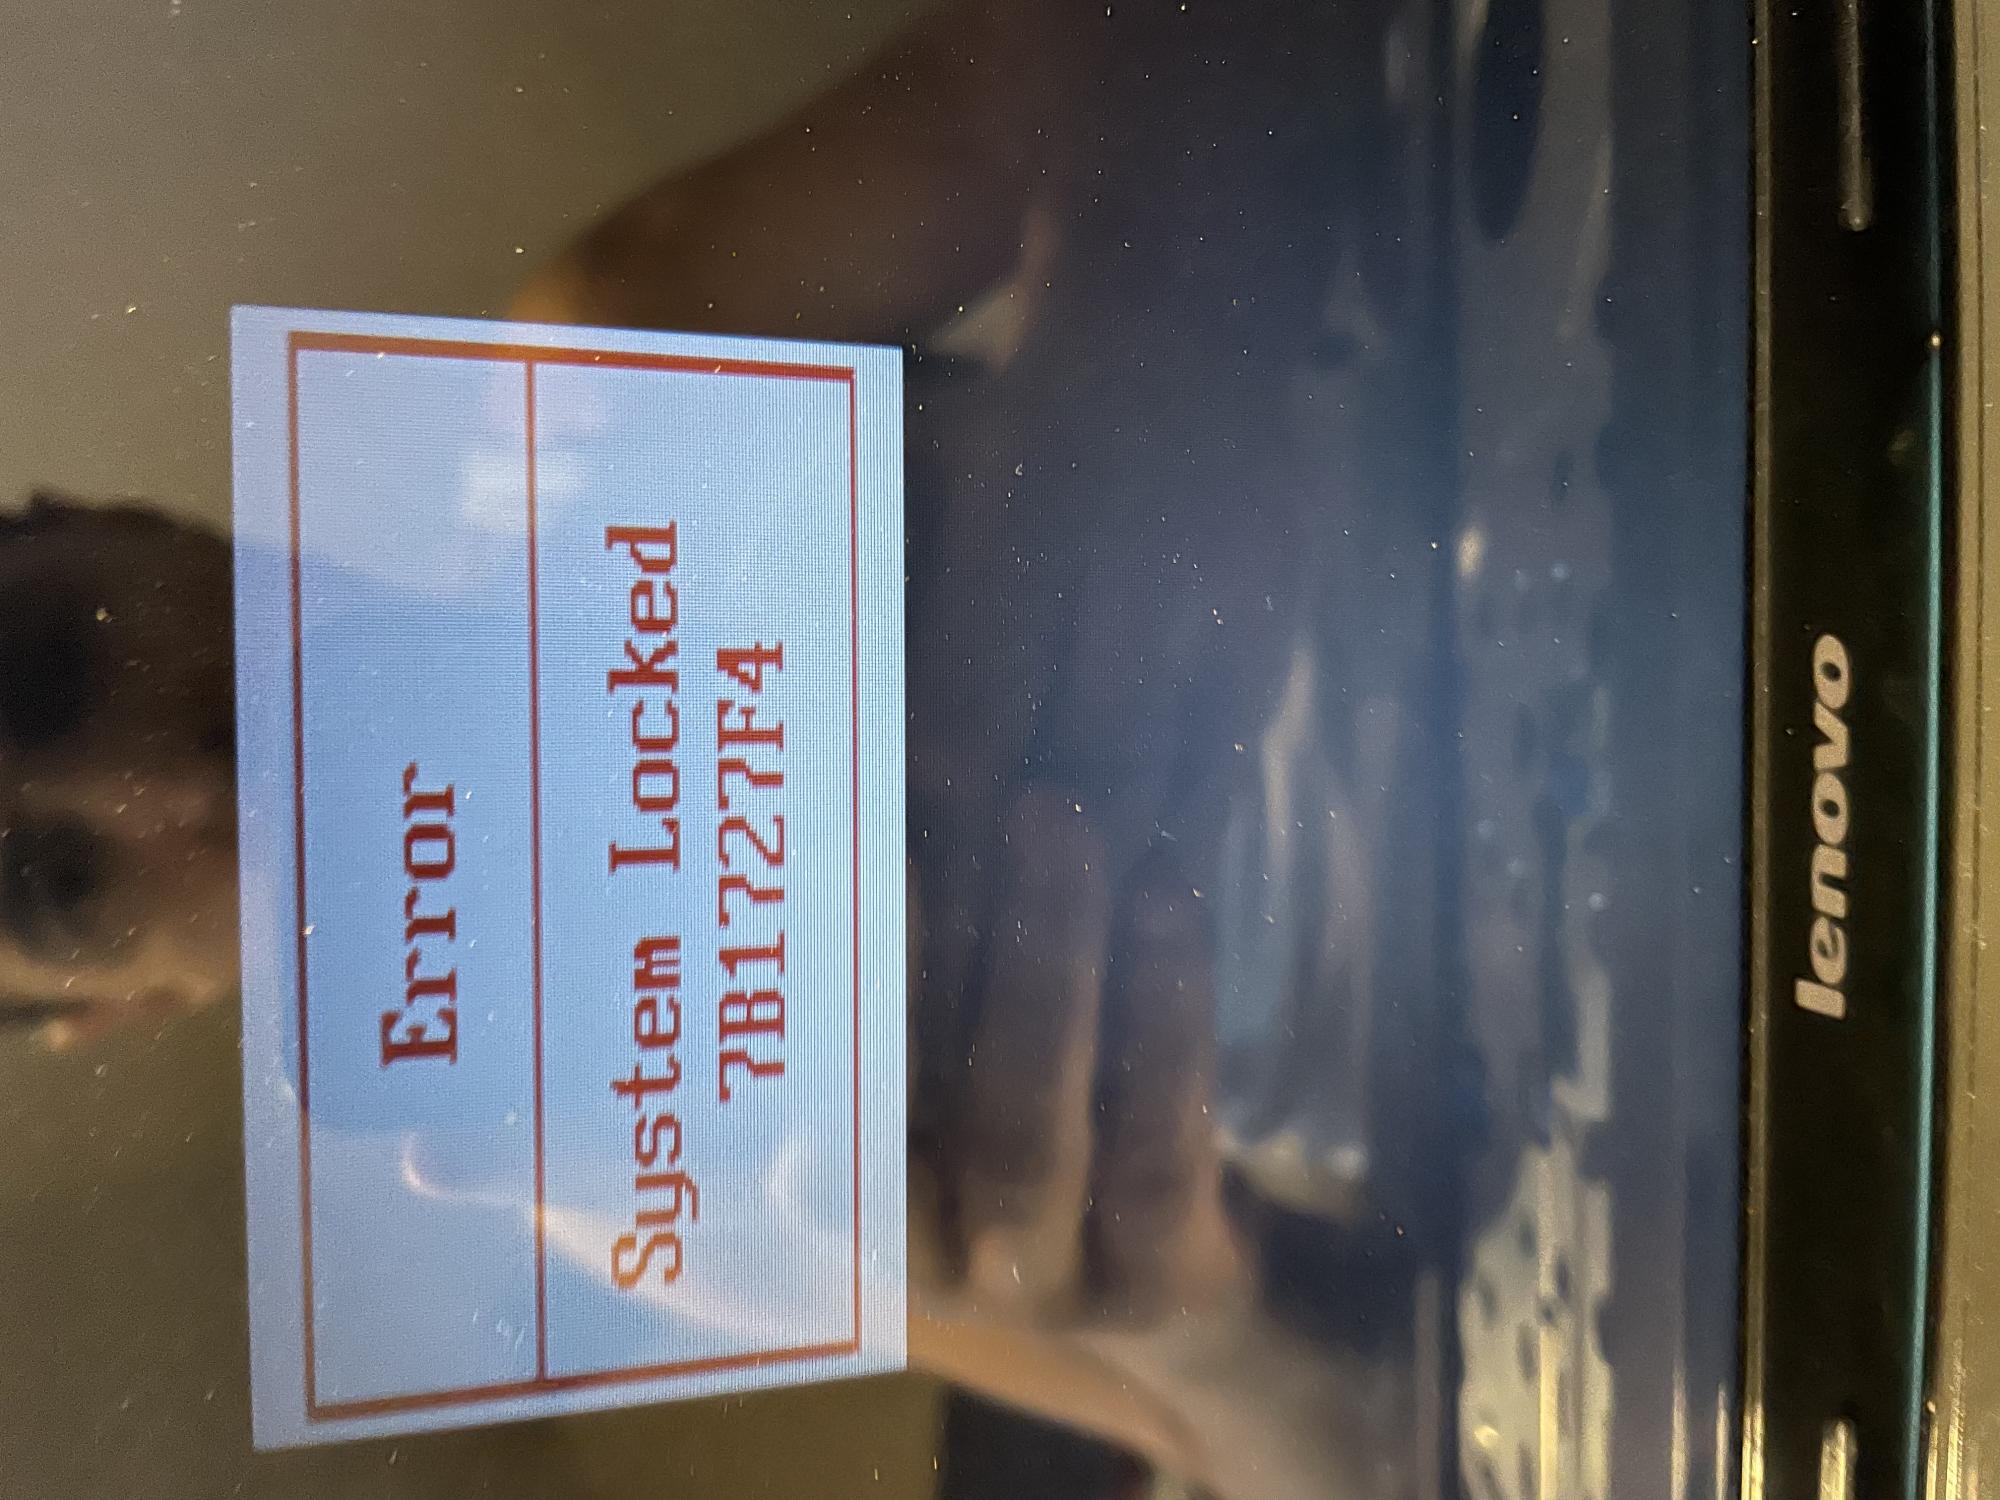 Error
System Locked
7B1727F4
lenovo